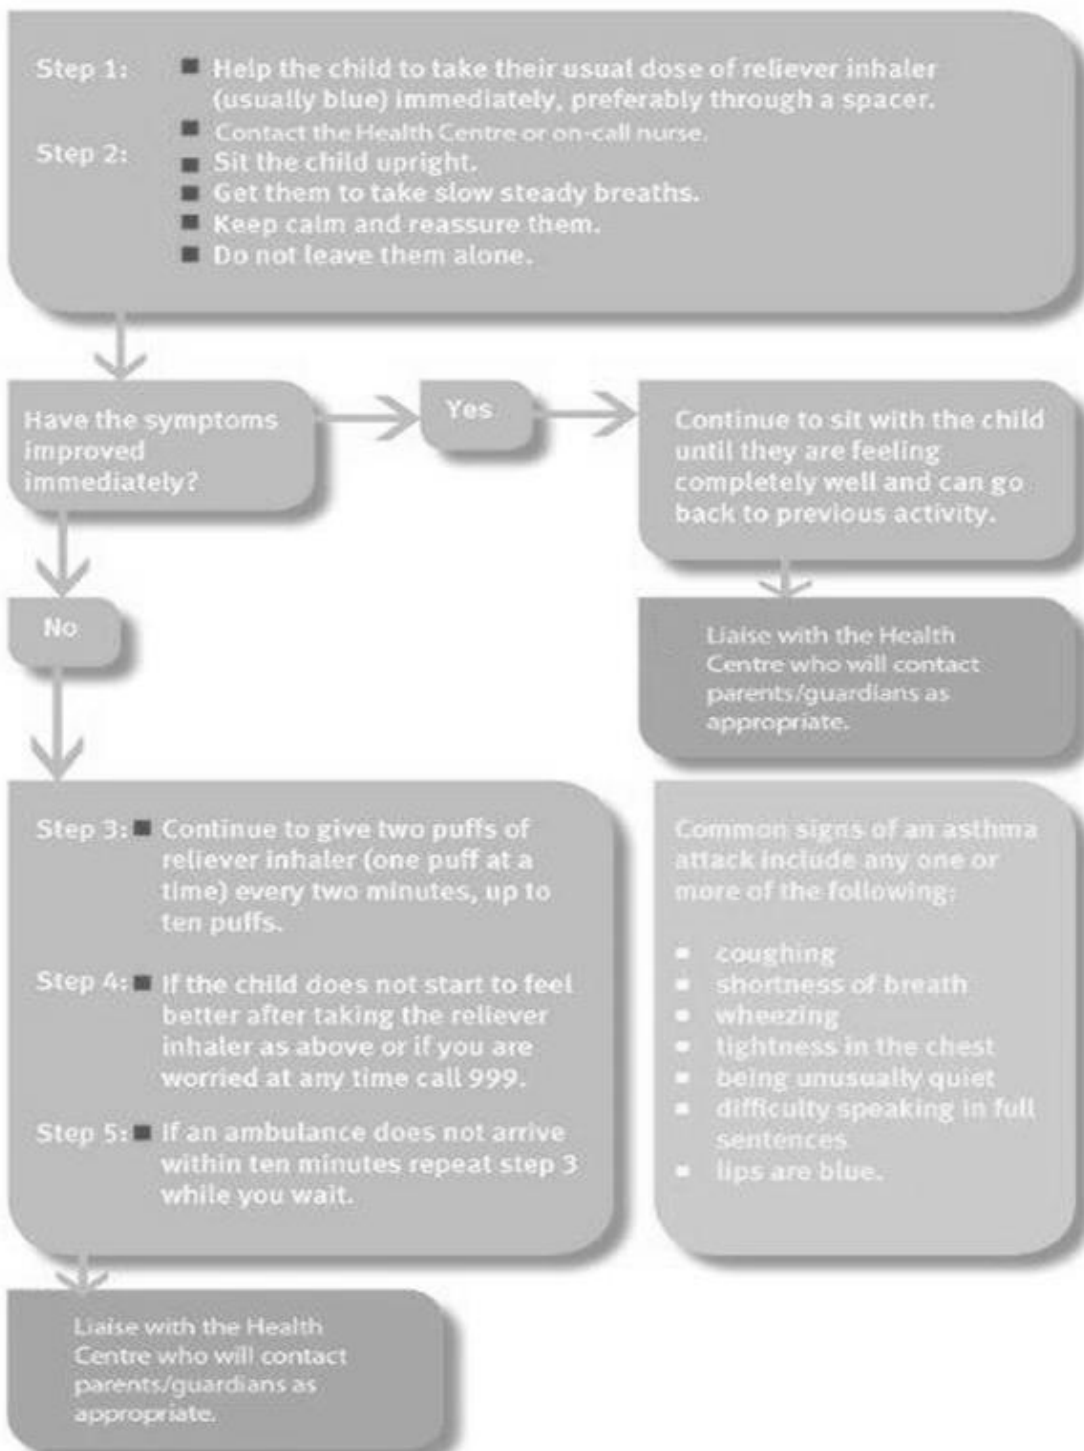 Step 1: ■ Help the child to take their usual dose of reliever inhaler
(usually blue) immediately, preferably through a spacer.
■ Contact the Health Centre or on-call nurse.
Step 2: ■ Sit the child upright.
■ Get them to take slow steady breaths.
■ Keep calm and reassure them.
■ Do not leave them alone.
Have the symptoms
improved
immediately?
Yes
Continue to sit with the child
until they are feeling
completely well and can go
back to previous activity.
Liaise with the Health
Centre who will contact
parents/guardians as
appropriate.
No
Step 3: ■ Continue to give two puffs of
reliever inhaler (one puff at a
time) every two minutes, up to
ten puffs.
Step 4: ■ If the child does not start to feel
better after taking the reliever
inhaler as above or if you are
worried at any time call 999.
Step 5: ■ If an ambulance does not arrive
within ten minutes repeat step 3
while you wait.
Common signs of an asthma
attack include any one or
more of the following:
▪ coughing
▪ shortness of breath
▪ wheezing
▪ tightness in the chest
▪ being unusually quiet
▪ difficulty speaking in full
sentences
▪ lips are blue.
Liaise with the Health
Centre who will contact
parents/guardians as
appropriate.